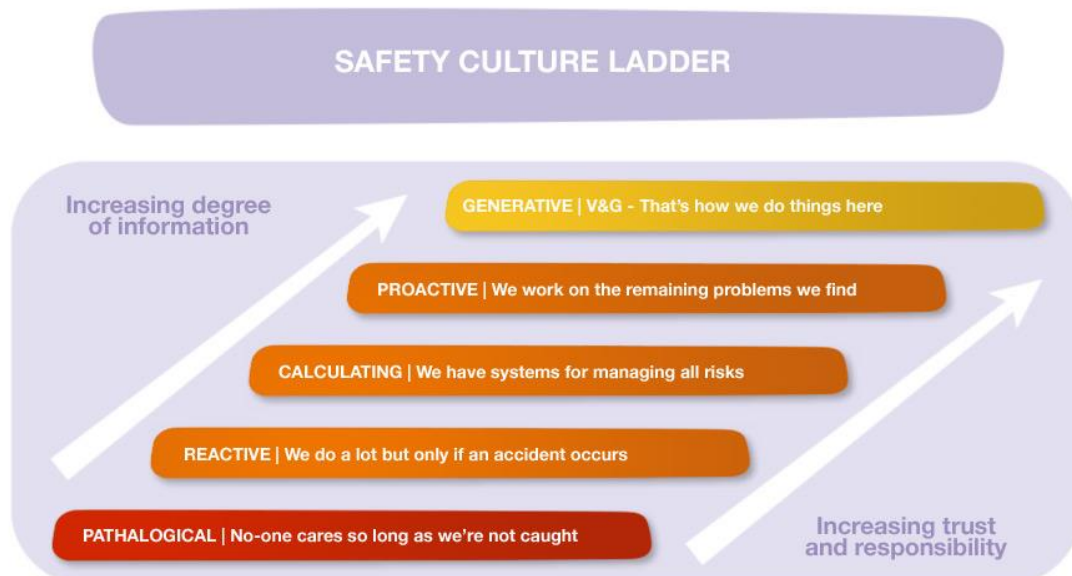 SAFETY CULTURE LADDER
Increasing degree
of information
GENERATIVE | V&G - That's how we do things here
PROACTIVE | We work on the remaining problems we find
CALCULATING | We have systems for managing all risks
REACTIVE | We do a lot but only if an accident occurs
PATHALOGICAL | No-one cares so long as we're not caught
Increasing trust
and responsibility